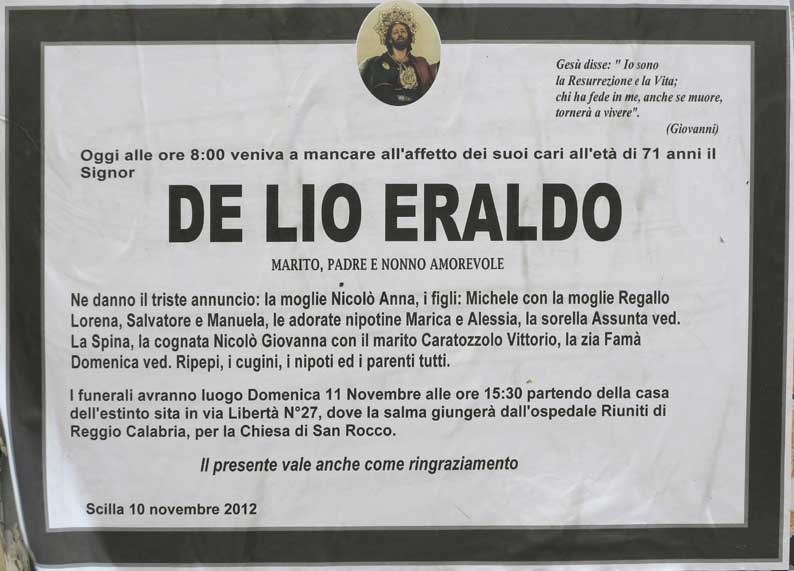 Gesù disse: " Io sono
la Resurrezione e la Vita;
chi ha fede in me, anche se muore,
tornerà a vivere".
(Giovanni)
Oggi alle ore 8:00 veniva a mancare all'affetto dei suoi cari all'età di 71 anni il
Signor
DE LIO ERALDO
MARITO, PADRE E NONNO AMOREVOLE
Ne danno il triste annuncio: la moglie Nicolò Anna, i figli: Michele con la moglie Regallo
Lorena, Salvatore e Manuela, le adorate nipotine Marica e Alessia, la sorella Assunta ved.
La Spina, la cognata Nicolò Giovanna con il marito Caratozzolo Vittorio, la zia Famà
Domenica ved. Ripepi, i cugini, i nipoti ed i parenti tutti.
I funerali avranno luogo Domenica 11 Novembre alle ore 15:30 partendo della casa
dell'estinto sita in via Libertà N°27, dove la salma giungerà dall'ospedale Riuniti di
Reggio Calabria, per la Chiesa di San Rocco.
Il presente vale anche come ringraziamento
Scilla 10 novembre 2012